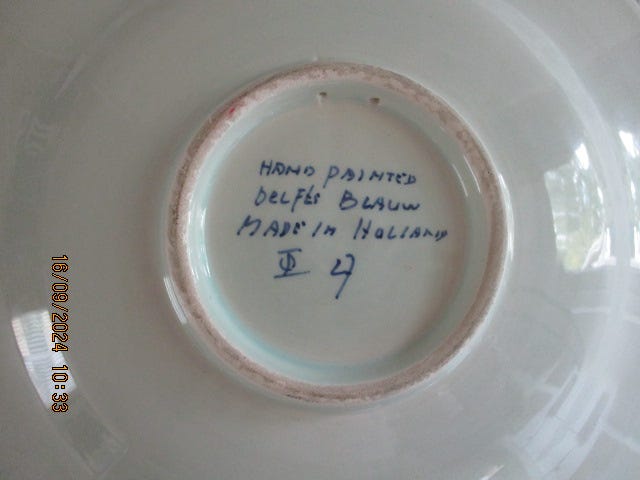 HAND PAINTED
DELFTS BLAUW
MADE IN HOLLAND
16/09/2024 10:33